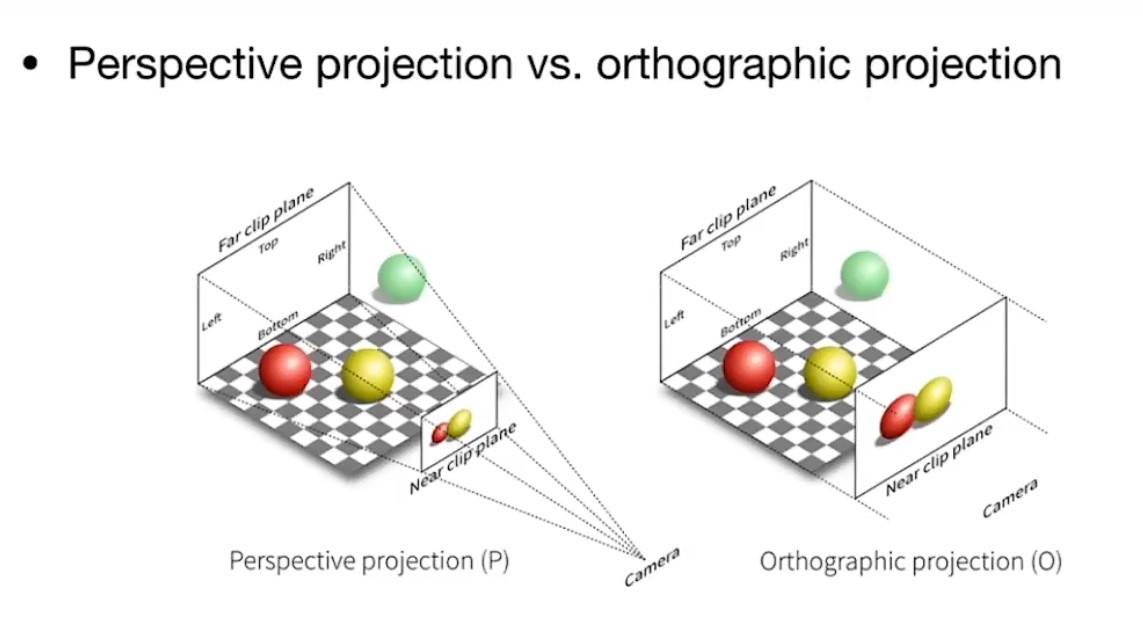 • Perspective projection vs. orthographic projection
Far clip plane
Top
Right
Left
Bottom
Near clip plane
Camera
Perspective projection (P)
Far clip plane
Top
Right
Left
Bottom
Near clip plane
Camera
Orthographic projection (O)